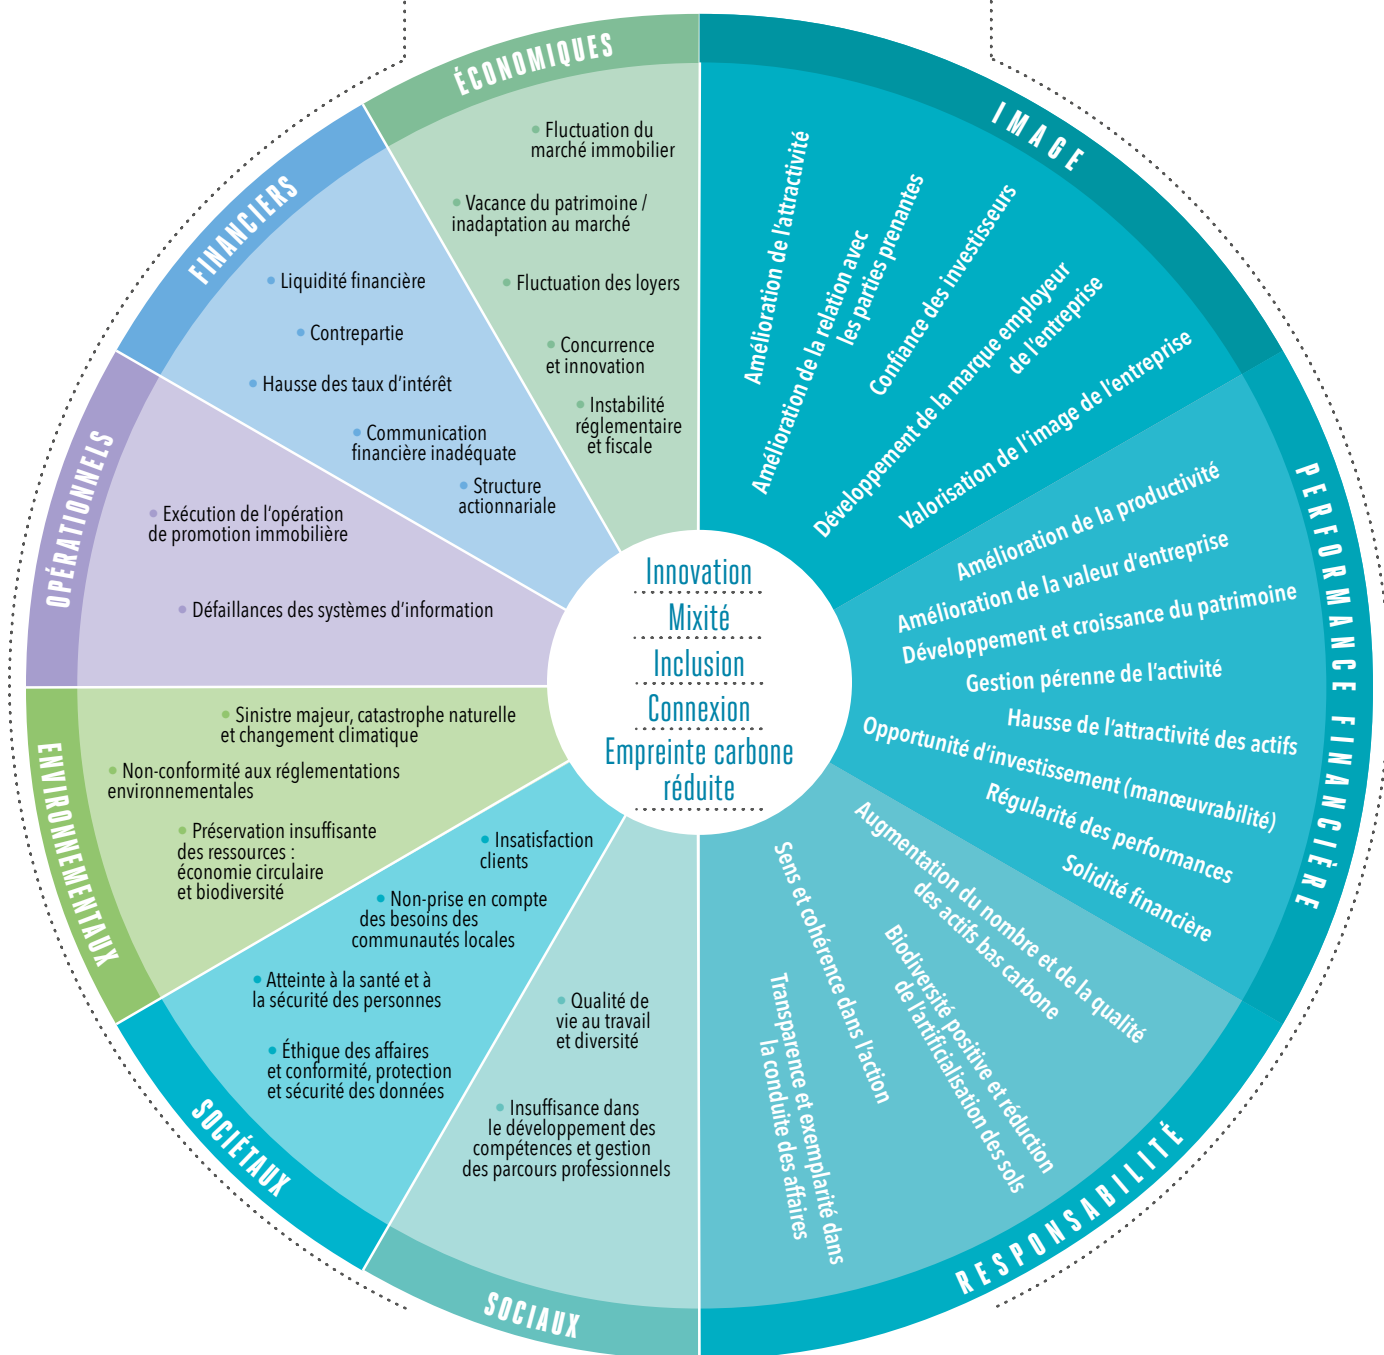 ÉCONOMIQUES
• Fluctuation du
marché immobilier
• Vacance du patrimoine /
inadaptation au marché
• Fluctuation des loyers
• Concurrence
et innovation
• Instabilité
réglementaire
et fiscale
FINANCIERS
• Liquidité financière
• Contrepartie
• Hausse des taux d'intérêt
• Communication
financière inadéquate
• Structure
actionnariale
OPÉRATIONNELS
• Exécution de l'opération
de promotion immobilière
• Défaillances des systèmes d'information
ENVIRONNEMENTAUX
• Sinistre majeur, catastrophe naturelle
et changement climatique
• Non-conformité aux réglementations
environnementales
• Préservation insuffisante
des ressources :
économie circulaire
et biodiversité
SOCIÉTAUX
• Insatisfaction
clients
• Non-prise en compte
des besoins des
communautés locales
• Atteinte à la santé et à
la sécurité des personnes
• Éthique des affaires
et conformité, protection
et sécurité des données
SOCIAUX
• Qualité de
vie au travail
et diversité
• Insuffisance dans
le développement des
compétences et gestion
des parcours professionnels
Innovation
Mixité
Inclusion
Connexion
Empreinte carbone
réduite
IMAGE
Amélioration de l'attractivité
Amélioration de la relation avec
les parties prenantes
Confiance des investisseurs
Développement de la marque employeur
de l'entreprise
Valorisation de l'image de l'entreprise
PERFORMANCE FINANCIÈRE
Amélioration de la productivité
Amélioration de la valeur d'entreprise
Développement et croissance du patrimoine
Gestion pérenne de l'activité
Hausse de l'attractivité des actifs
Opportunité d'investissement (manœuvrabilité)
Régularité des performances
Solidité financière
RESPONSABILITÉ
Augmentation du nombre et de la qualité
des actifs bas carbone
Biodiversité positive et réduction
de l'artificialisation des sols
Sens et cohérence dans l'action
Transparence et exemplarité dans
la conduite des affaires